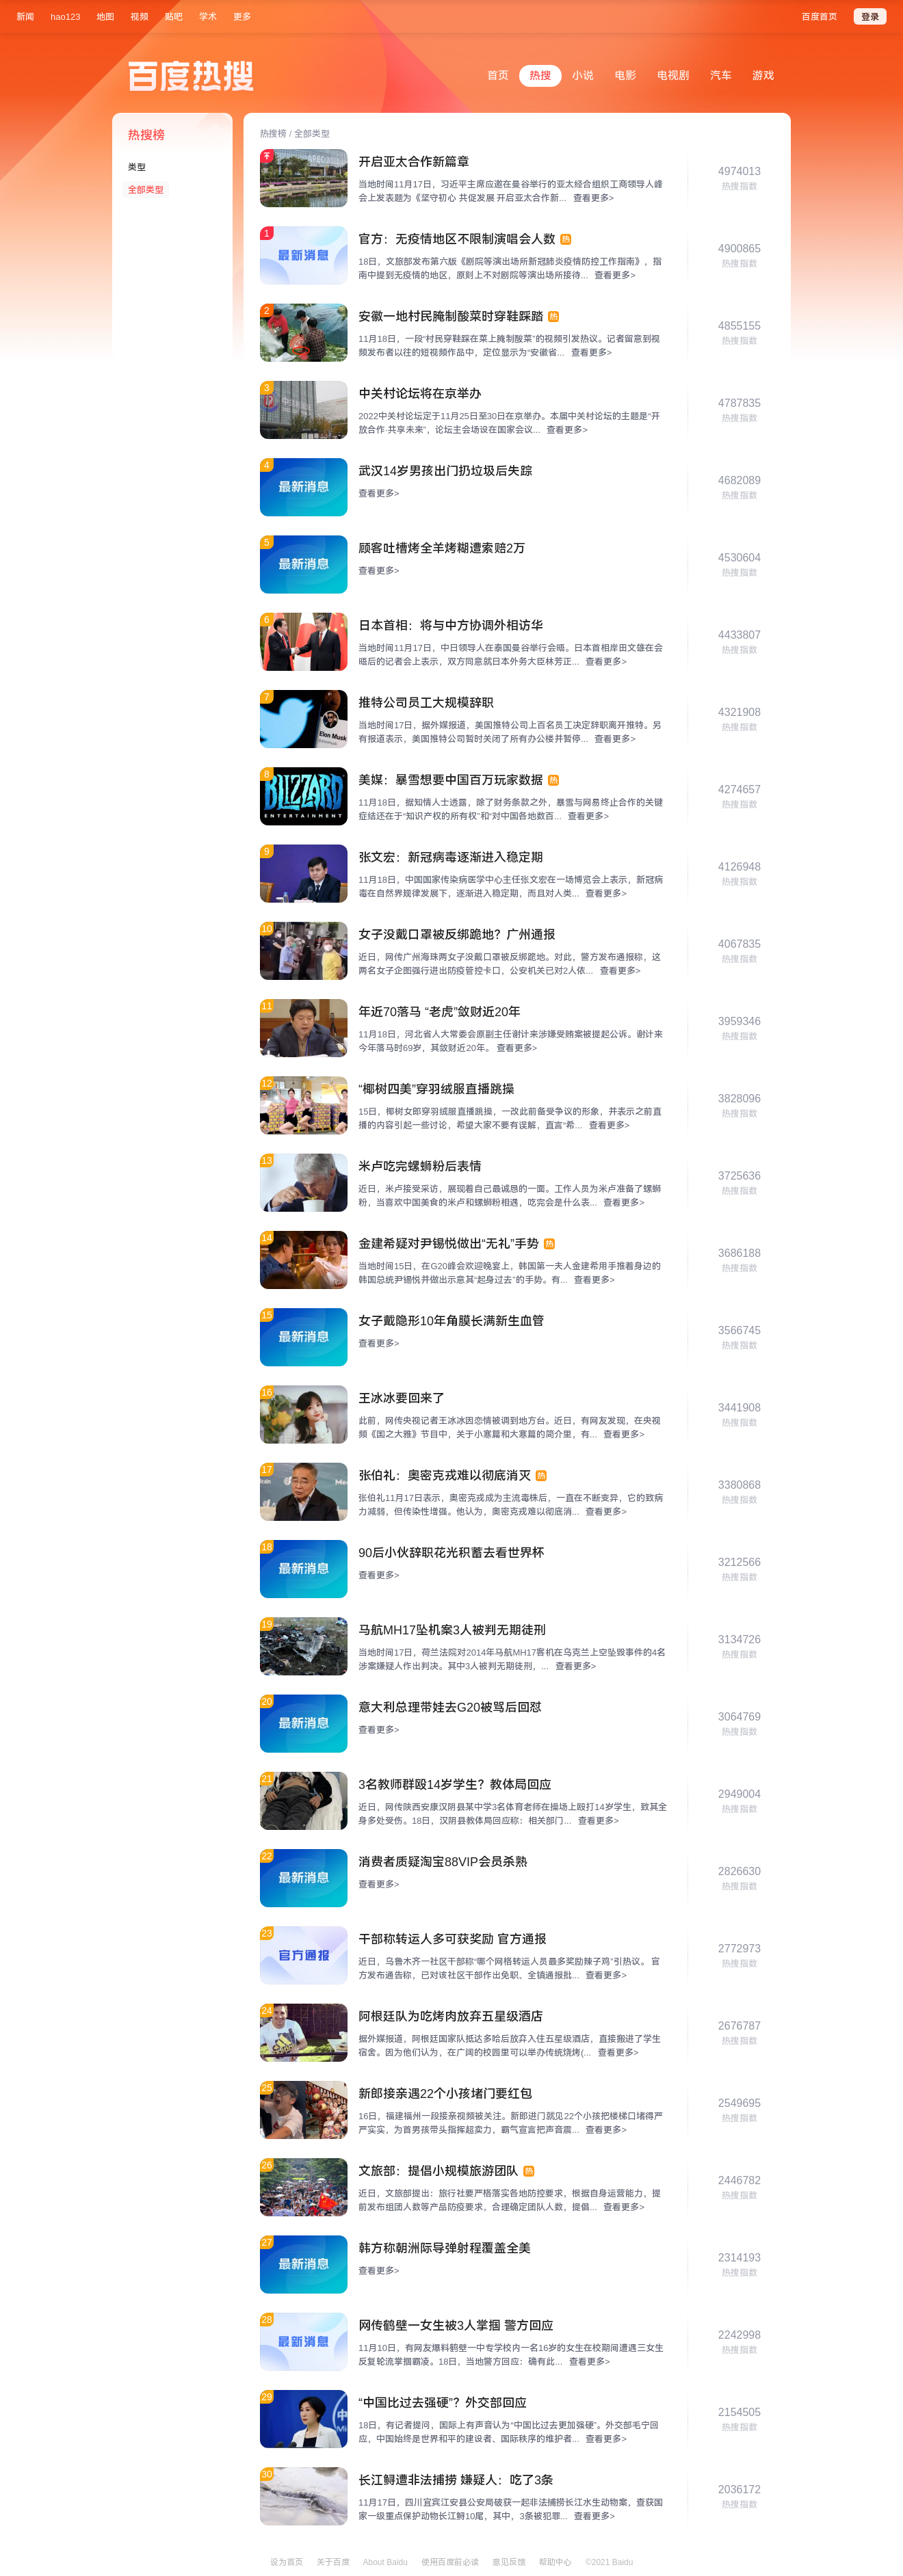 新闻 hao123 地图 视频 贴吧 学术 更多 百度首页 登录
百度热搜
首页 热搜 小说 电影 电视剧 汽车 游戏
热搜榜
类型
全部类型
热搜榜 / 全部类型
开启亚太合作新篇章
当地时间11月17日，习近平主席应邀在曼谷举行的亚太经合组织工商领导人峰
会上发表题为《坚守初心 共促发展 开启亚太合作新... 查看更多>
4974013
热搜指数
1
最新消息
官方：无疫情地区不限制演唱会人数 热
18日，文旅部发布第六版《剧院等演出场所新冠肺炎疫情防控工作指南》，指
南中提到无疫情的地区，原则上不对剧院等演出场所接待... 查看更多>
4900865
热搜指数
2
安徽一地村民腌制酸菜时穿鞋踩踏 热
11月18日，一段“村民穿鞋踩在菜上腌制酸菜”的视频引发热议。记者留意到视
频发布者以往的短视频作品中，定位显示为“安徽省... 查看更多>
4855155
热搜指数
3
中关村论坛将在京举办
2022中关村论坛定于11月25日至30日在京举办。本届中关村论坛的主题是“开
放合作·共享未来”，论坛主会场设在国家会议... 查看更多>
4787835
热搜指数
4
最新消息
武汉14岁男孩出门扔垃圾后失踪
查看更多>
4682089
热搜指数
5
最新消息
顾客吐槽烤全羊烤糊遭索赔2万
查看更多>
4530604
热搜指数
6
日本首相：将与中方协调外相访华
当地时间11月17日，中日领导人在泰国曼谷举行会晤。日本首相岸田文雄在会
晤后的记者会上表示，双方同意就日本外务大臣林芳正... 查看更多>
4433807
热搜指数
7
Elon Musk
推特公司员工大规模辞职
当地时间17日，据外媒报道，美国推特公司上百名员工决定辞职离开推特。另
有报道表示，美国推特公司暂时关闭了所有办公楼并暂停... 查看更多>
4321908
热搜指数
8
BLIZZARD
ENTERTAINMENT
美媒：暴雪想要中国百万玩家数据 热
11月18日，据知情人士透露，除了财务条款之外，暴雪与网易终止合作的关键
症结还在于“知识产权的所有权”和“对中国各地数百... 查看更多>
4274657
热搜指数
9
张文宏：新冠病毒逐渐进入稳定期
11月18日，中国国家传染病医学中心主任张文宏在一场博览会上表示，新冠病
毒在自然界规律发展下，逐渐进入稳定期，而且对人类... 查看更多>
4126948
热搜指数
10
女子没戴口罩被反绑跪地？广州通报
近日，网传广州海珠两女子没戴口罩被反绑跪地。对此，警方发布通报称，这
两名女子企图强行进出防疫管控卡口，公安机关已对2人依... 查看更多>
4067835
热搜指数
11
年近70落马 “老虎”敛财近20年
11月18日，河北省人大常委会原副主任谢计来涉嫌受贿案被提起公诉。谢计来
今年落马时69岁，其敛财近20年。 查看更多>
3959346
热搜指数
12
“椰树四美”穿羽绒服直播跳操
15日，椰树女郎穿羽绒服直播跳操，一改此前备受争议的形象，并表示之前直
播的内容引起一些讨论，希望大家不要有误解，直言“希... 查看更多>
3828096
热搜指数
13
米卢吃完螺蛳粉后表情
近日，米卢接受采访，展现着自己最诚恳的一面。工作人员为米卢准备了螺蛳
粉，当喜欢中国美食的米卢和螺蛳粉相遇，吃完会是什么表... 查看更多>
3725636
热搜指数
14
金建希疑对尹锡悦做出“无礼”手势 热
当地时间15日，在G20峰会欢迎晚宴上，韩国第一夫人金建希用手推着身边的
韩国总统尹锡悦并做出示意其“起身过去”的手势。有... 查看更多>
3686188
热搜指数
15
最新消息
女子戴隐形10年角膜长满新生血管
查看更多>
3566745
热搜指数
16
王冰冰要回来了
此前，网传央视记者王冰冰因恋情被调到地方台。近日，有网友发现，在央视
频《国之大雅》节目中，关于小寒篇和大寒篇的简介里，有... 查看更多>
3441908
热搜指数
17
张伯礼：奥密克戎难以彻底消灭 热
张伯礼11月17日表示，奥密克戎成为主流毒株后，一直在不断变异，它的致病
力减弱，但传染性增强。他认为，奥密克戎难以彻底消... 查看更多>
3380868
热搜指数
18
最新消息
90后小伙辞职花光积蓄去看世界杯
查看更多>
3212566
热搜指数
19
马航MH17坠机案3人被判无期徒刑
当地时间17日，荷兰法院对2014年马航MH17客机在乌克兰上空坠毁事件的4名
涉案嫌疑人作出判决。其中3人被判无期徒刑，... 查看更多>
3134726
热搜指数
20
最新消息
意大利总理带娃去G20被骂后回怼
查看更多>
3064769
热搜指数
21
3名教师群殴14岁学生？教体局回应
近日，网传陕西安康汉阴县某中学3名体育老师在操场上殴打14岁学生，致其全
身多处受伤。18日，汉阴县教体局回应称：相关部门... 查看更多>
2949004
热搜指数
22
最新消息
消费者质疑淘宝88VIP会员杀熟
查看更多>
2826630
热搜指数
23
官方通报
干部称转运人多可获奖励 官方通报
近日，乌鲁木齐一社区干部称“哪个网格转运人员最多奖励辣子鸡”引热议。 官
方发布通告称，已对该社区干部作出免职、全镇通报批... 查看更多>
2772973
热搜指数
24
阿根廷队为吃烤肉放弃五星级酒店
据外媒报道，阿根廷国家队抵达多哈后放弃入住五星级酒店，直接搬进了学生
宿舍。因为他们认为，在广阔的校园里可以举办传统烧烤(... 查看更多>
2676787
热搜指数
25
新郎接亲遇22个小孩堵门要红包
16日，福建福州一段接亲视频被关注。新郎进门就见22个小孩把楼梯口堵得严
严实实，为首男孩带头指挥超卖力，霸气宣言把声音震... 查看更多>
2549695
热搜指数
26
文旅部：提倡小规模旅游团队 热
近日，文旅部提出：旅行社要严格落实各地防控要求，根据自身运营能力，提
前发布组团人数等产品防疫要求，合理确定团队人数，提倡... 查看更多>
2446782
热搜指数
27
最新消息
韩方称朝洲际导弹射程覆盖全美
查看更多>
2314193
热搜指数
28
最新消息
网传鹤壁一女生被3人掌掴 警方回应
11月10日，有网友爆料鹤壁一中专学校内一名16岁的女生在校期间遭遇三女生
反复轮流掌掴霸凌。18日，当地警方回应：确有此... 查看更多>
2242998
热搜指数
29
“中国比过去强硬”？外交部回应
18日，有记者提问，国际上有声音认为“中国比过去更加强硬”。外交部毛宁回
应，中国始终是世界和平的建设者、国际秩序的维护者... 查看更多>
2154505
热搜指数
30
长江鲟遭非法捕捞 嫌疑人：吃了3条
11月17日，四川宜宾江安县公安局破获一起非法捕捞长江水生动物案，查获国
家一级重点保护动物长江鲟10尾，其中，3条被犯罪... 查看更多>
2036172
热搜指数
设为首页 关于百度 About Baidu 使用百度前必读 意见反馈 帮助中心 ©2021 Baidu